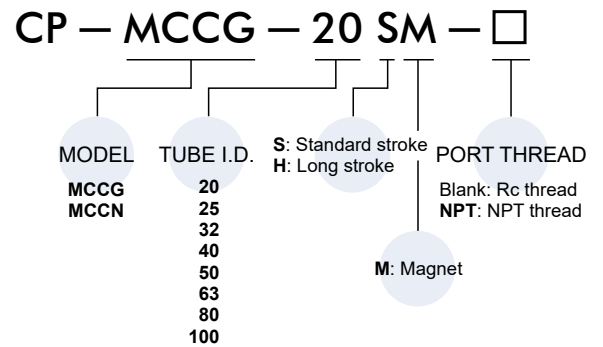 CP — MCCG — 20 SM — □
MODEL
MCCG
MCCN
TUBE I.D.
20
25
32
40
50
63
80
100
S: Standard stroke
H: Long stroke
M: Magnet
PORT THREAD
Blank: Rc thread
NPT: NPT thread